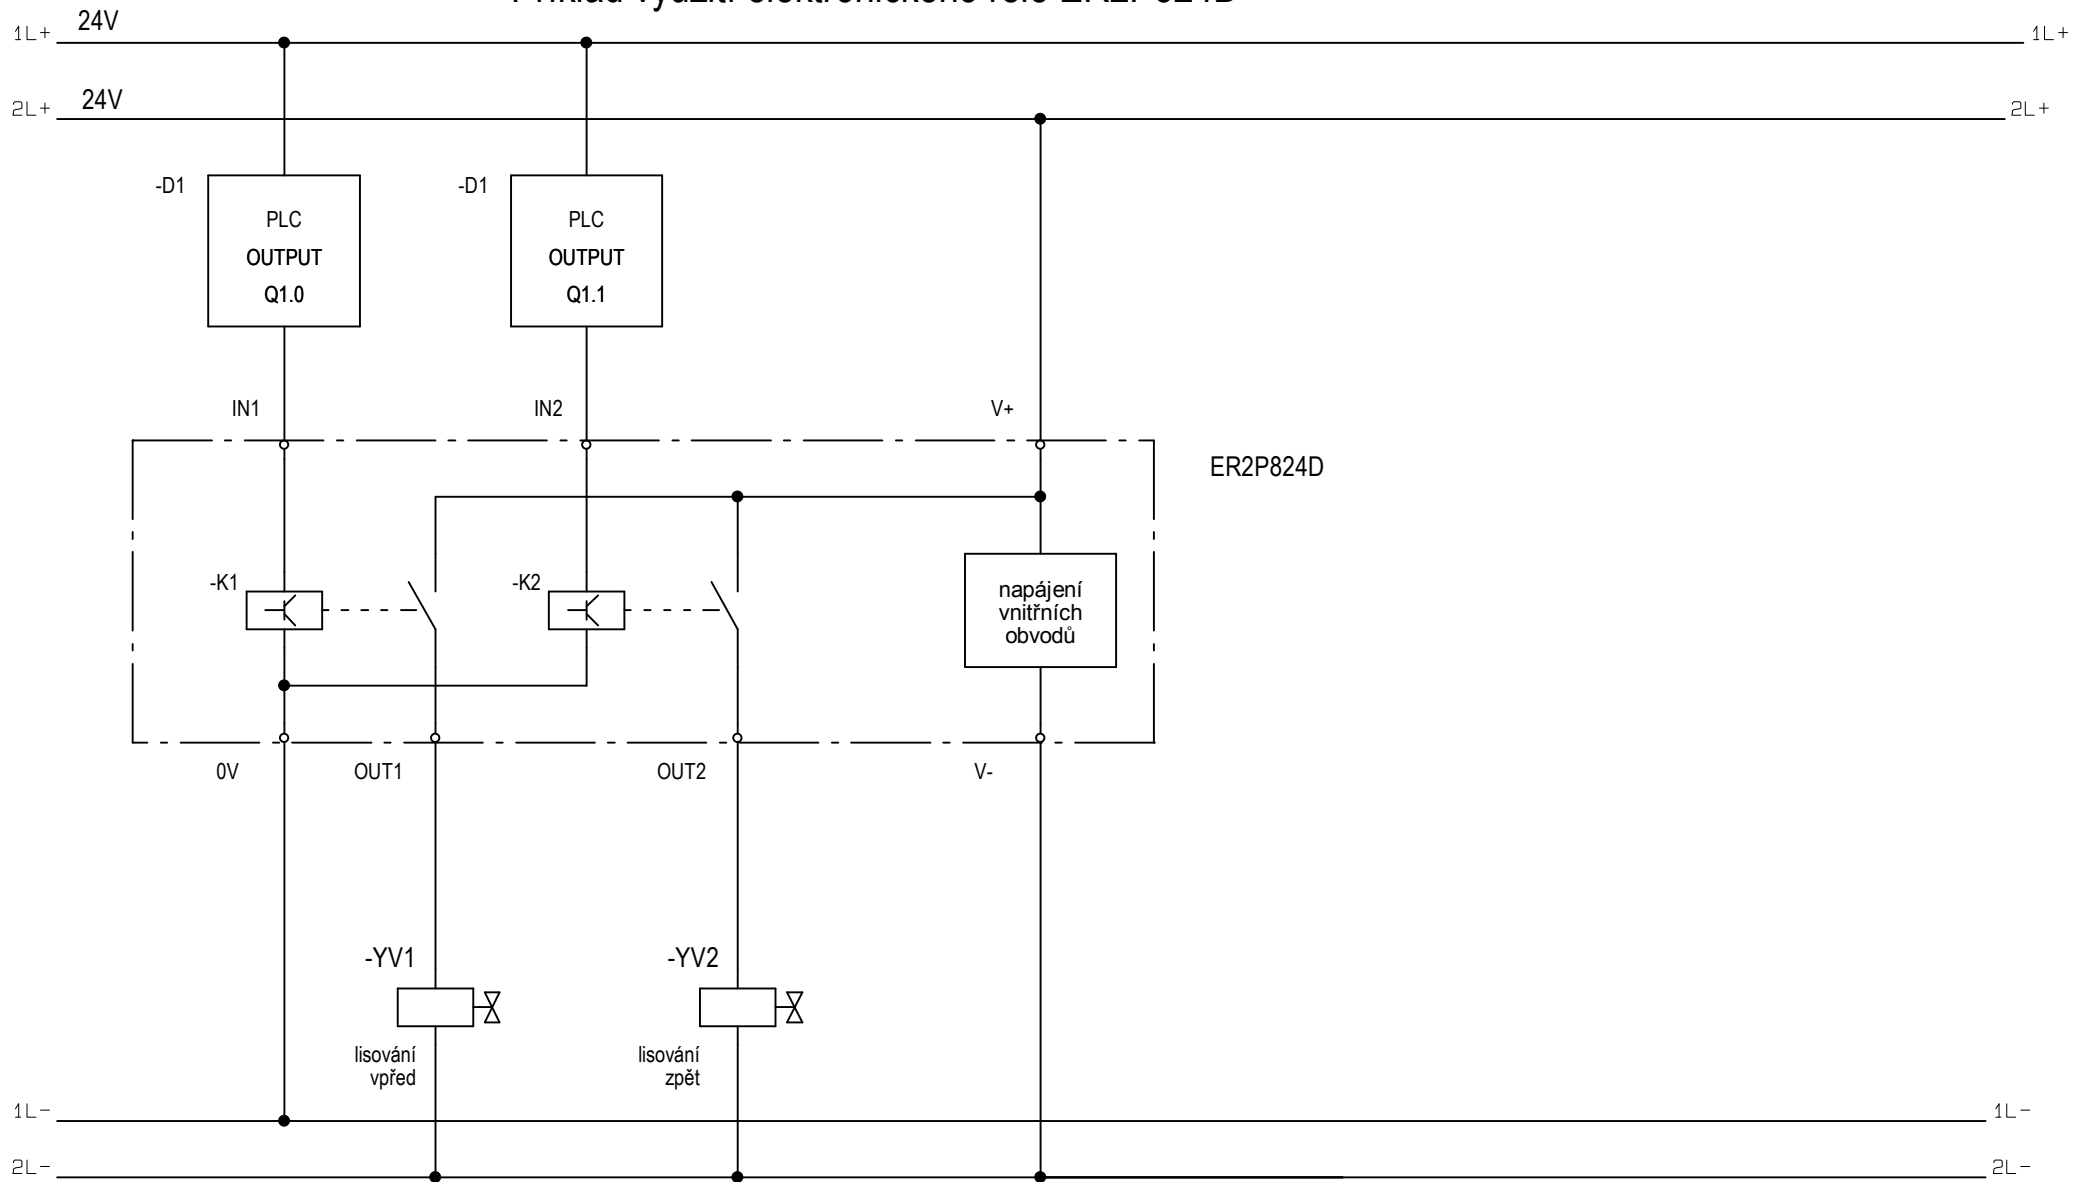 24V
1L+ 1L+
24V
2L+ 2L+
-D1 -D1
PLC PLC
OUTPUT OUTPUT
Q1.0 Q1.1
IN1 IN2 V+
ER2P824D
-K1 -K2
napájení
vnitřních
obvodů
0V OUT1 OUT2 V-
-YV1 -YV2
lisování
vpřed
lisování
zpět
1L- 1L-
2L- 2L-